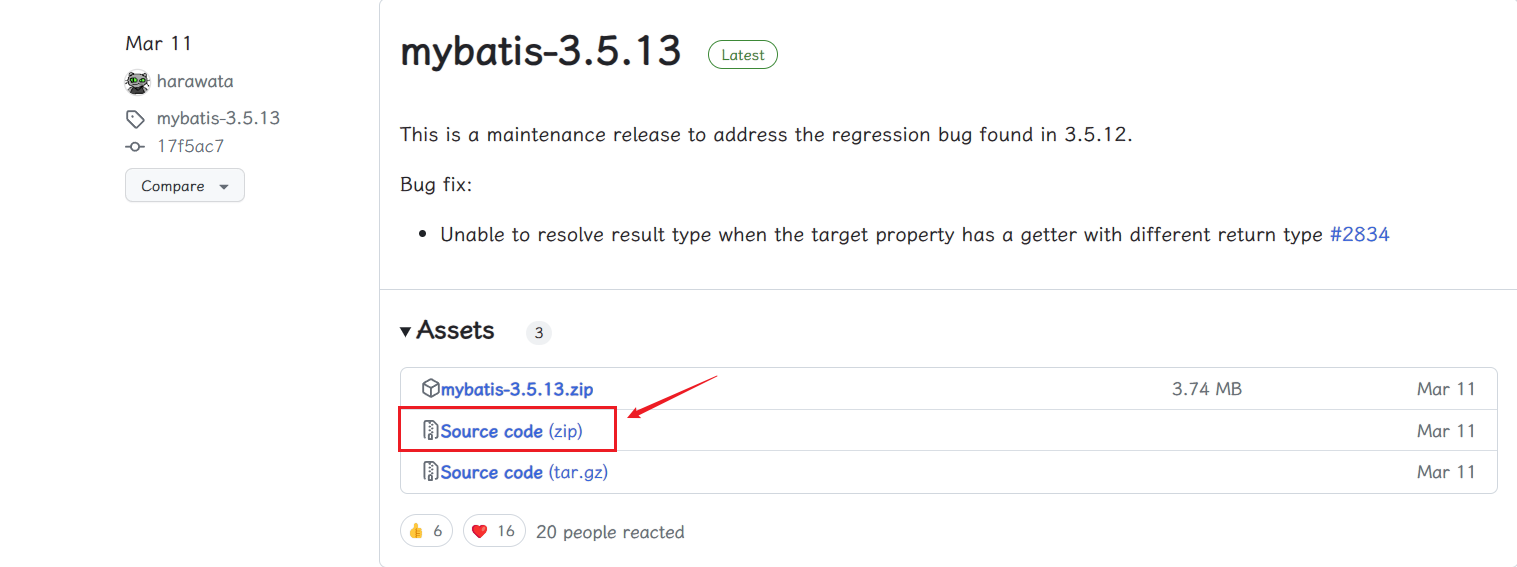 Mar 11
harawata
mybatis-3.5.13
17f5ac7
Compare
mybatis-3.5.13 Latest
This is a maintenance release to address the regression bug found in 3.5.12.
Bug fix:
• Unable to resolve result type when the target property has a getter with different return type #2834
Assets 3
mybatis-3.5.13.zip 3.74 MB Mar 11
Source code (zip) Mar 11
Source code (tar.gz) Mar 11
👍 6 ❤️ 16 20 people reacted